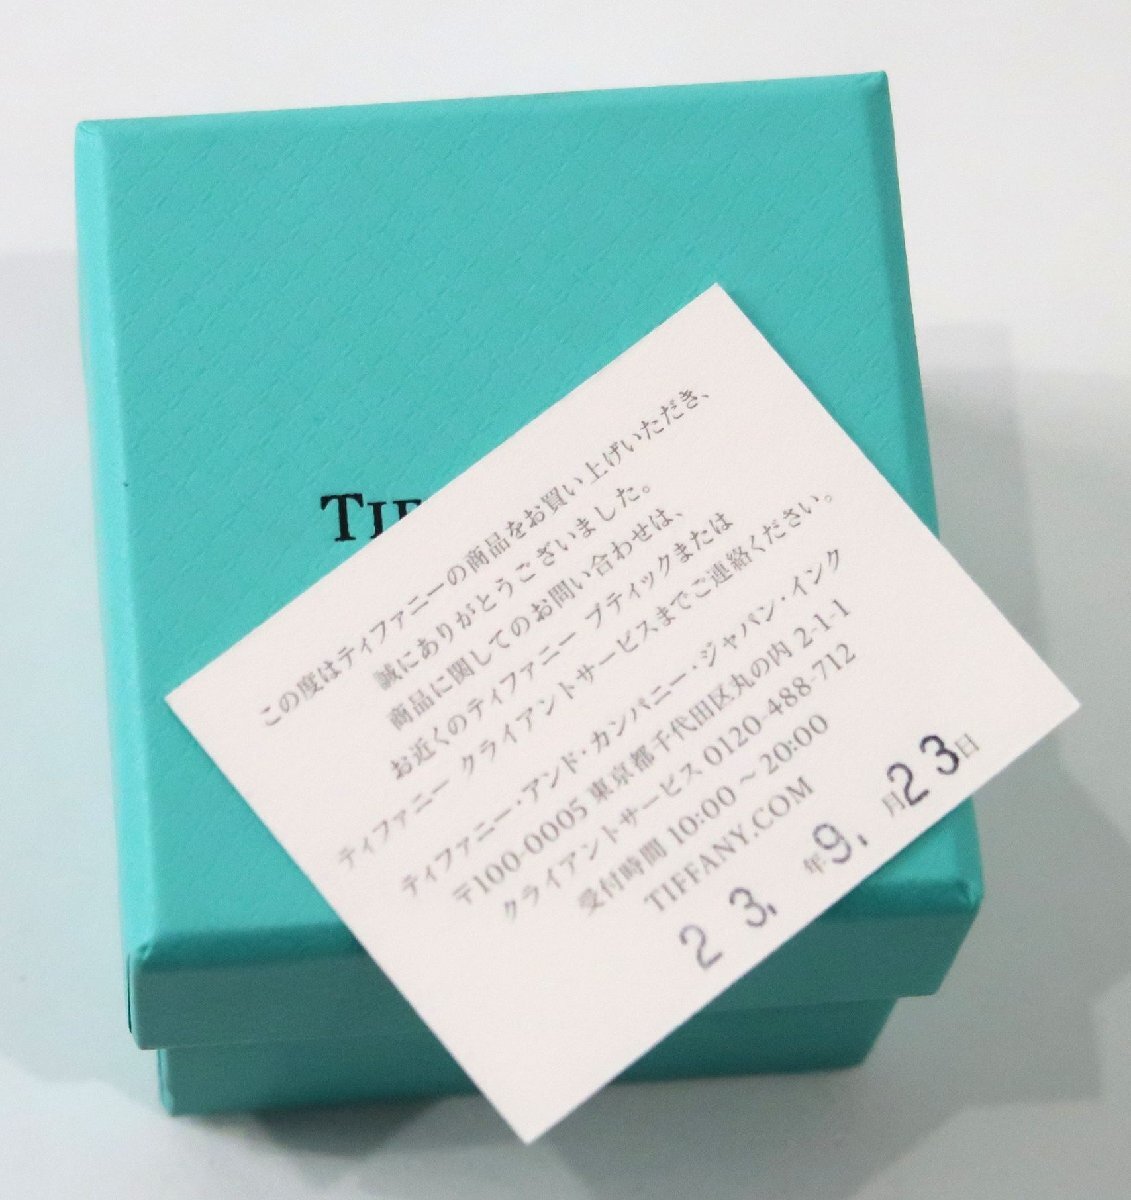 TIF
この度はティファニーの商品をお買い上げいただき、
誠にありがとうございました。
商品に関してのお問い合わせは、
お近くのティファニー ブティックまたは
ティファニー クライアントサービスまでご連絡ください。
ティファニー・アンド・カンパニー・ジャパン・インク
〒100-0005 東京都千代田区丸の内 2-1-1
クライアントサービス 0120-488-712
受付時間 10:00 ~ 20:00
TIFFANY.COM
23, 年 9, 月 23 日